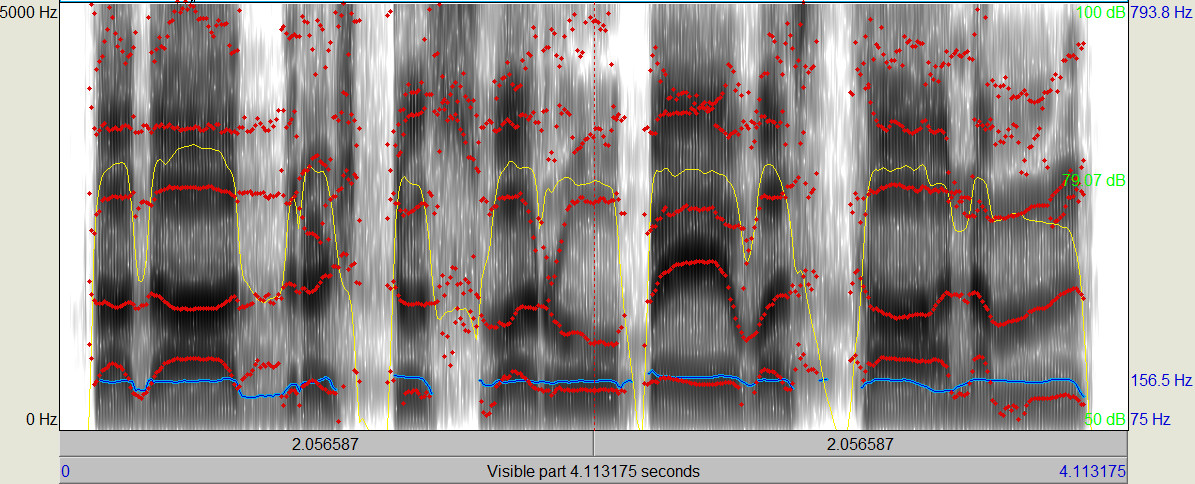 5000 Hz 100 dB 793.8 Hz
79.07 dB
156.5 Hz
0 Hz 50 dB 75 Hz
2.056587 2.056587
0 Visible part 4.113175 seconds 4.113175